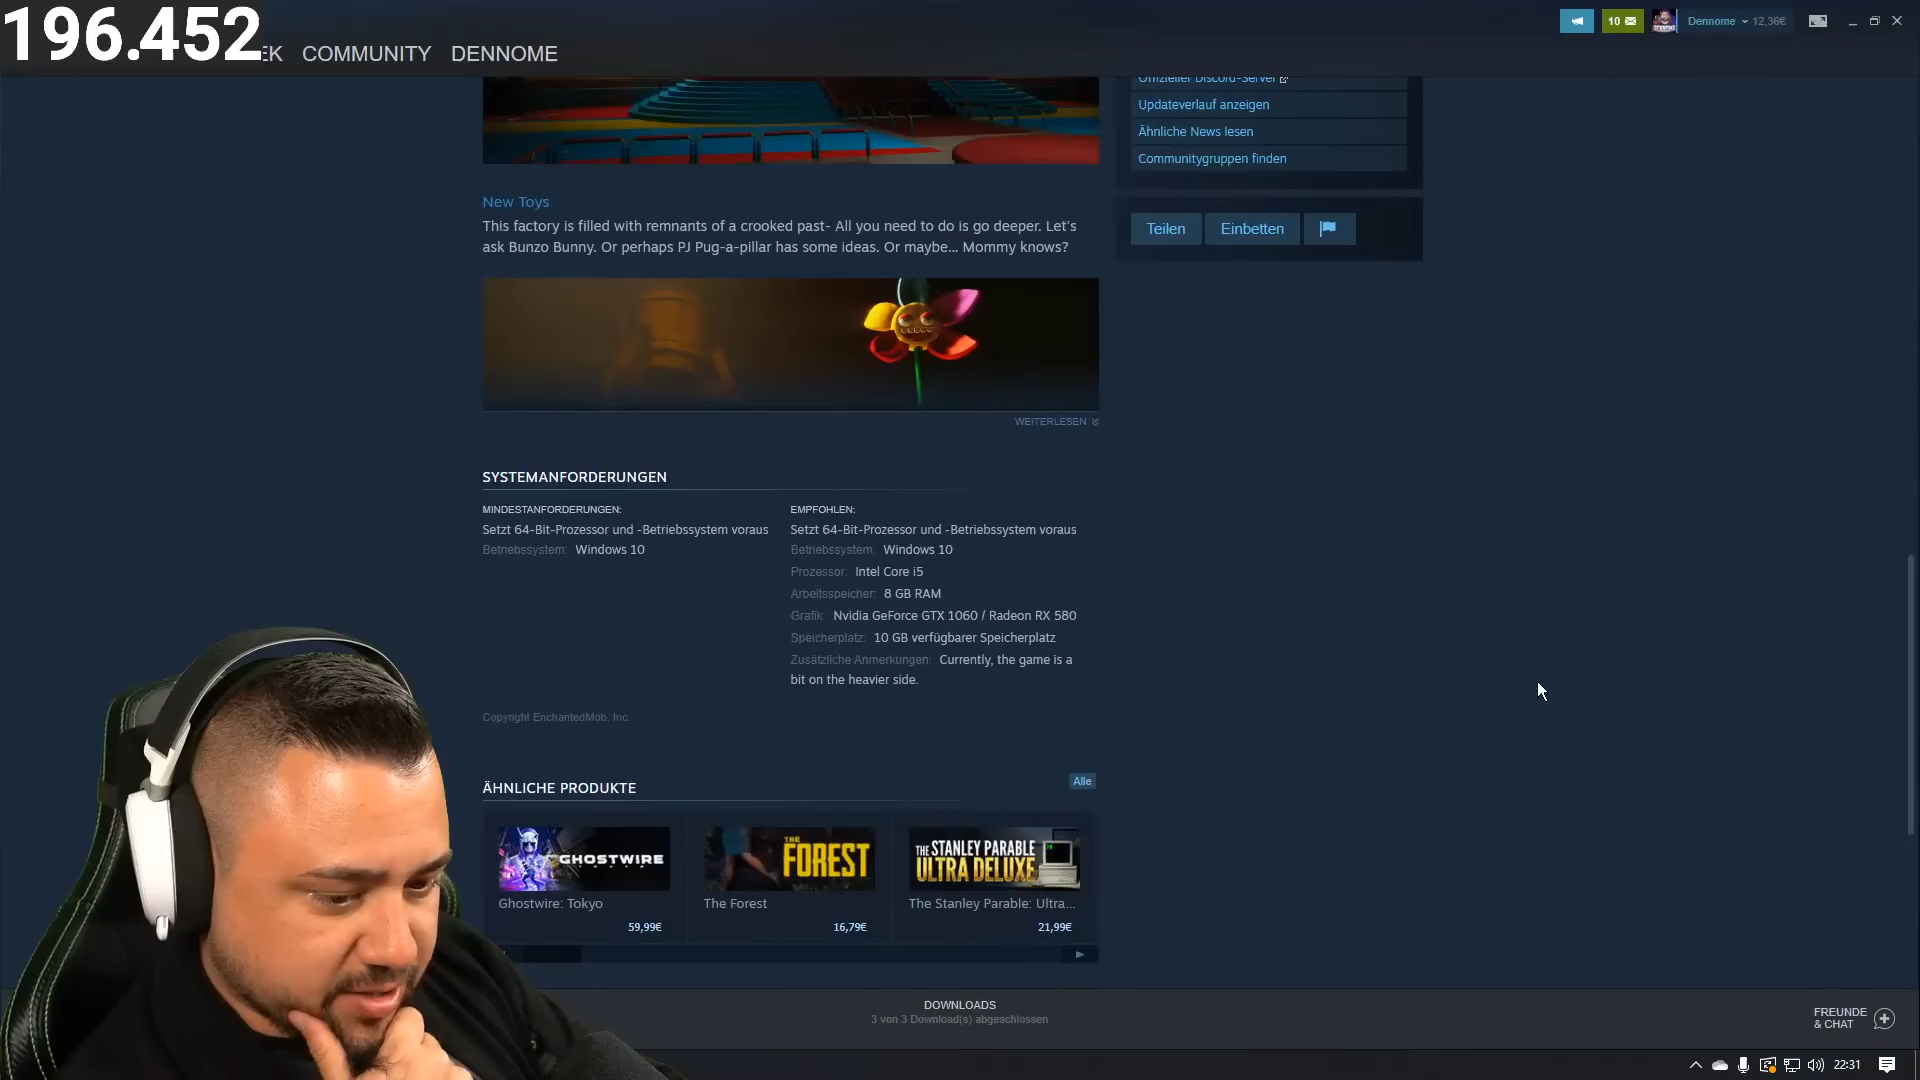 196.452
EK COMMUNITY DENNOME
10
Dennome
12,36€
Offizieller Discord-Server
Updateverlauf anzeigen
Ähnliche News lesen
Communitygruppen finden
Teilen
Einbetten
New Toys
This factory is filled with remnants of a crooked past- All you need to do is go deeper. Let's
ask Bunzo Bunny. Or perhaps PJ Pug-a-pillar has some ideas. Or maybe... Mommy knows?
WEITERLESEN
SYSTEMANFORDERUNGEN
MINDESTANFORDERUNGEN:
Setzt 64-Bit-Prozessor und -Betriebssystem voraus
Betriebssystem: Windows 10
EMPFOHLEN:
Setzt 64-Bit-Prozessor und -Betriebssystem voraus
Betriebssystem: Windows 10
Prozessor: Intel Core i5
Arbeitsspeicher: 8 GB RAM
Grafik: Nvidia GeForce GTX 1060 / Radeon RX 580
Speicherplatz: 10 GB verfügbarer Speicherplatz
Zusätzliche Anmerkungen: Currently, the game is a
bit on the heavier side.
Copyright EnchantedMob, Inc.
ÄHNLICHE PRODUKTE
Alle
GHOSTWIRE
THE
FOREST
THE STANLEY PARABLE
ULTRA DELUXE
Ghostwire: Tokyo
The Forest
The Stanley Parable: Ultra...
59,99€
16,79€
21,99€
DOWNLOADS
3 von 3 Download(s) abgeschlossen
FREUNDE
& CHAT
22:31